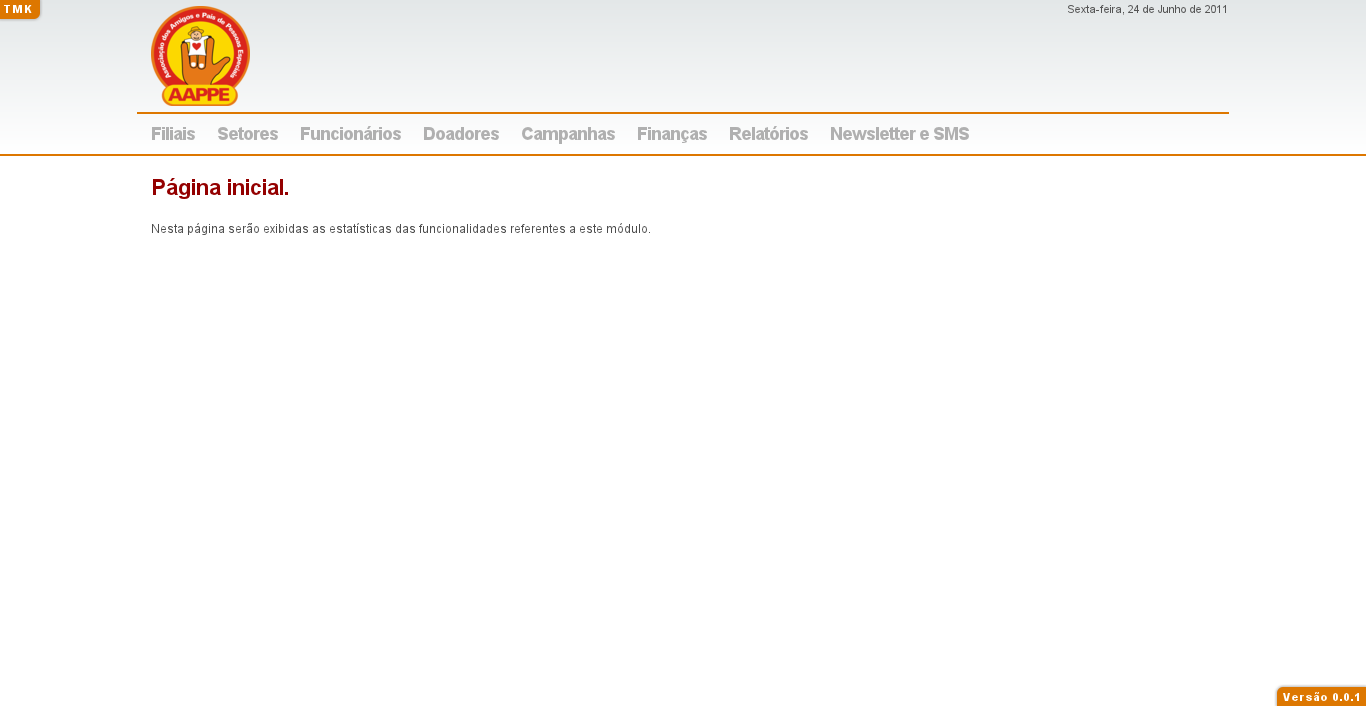 TMK
Sexta-feira, 24 de Junho de 2011
Associação dos Amigos e Pais de Pessoas Especiais
AAPPE
Filiais Setores Funcionários Doadores Campanhas Finanças Relatórios Newsletter e SMS
Página inicial.
Nesta página serão exibidas as estatísticas das funcionalidades referentes a este módulo.
Versão 0.0.1